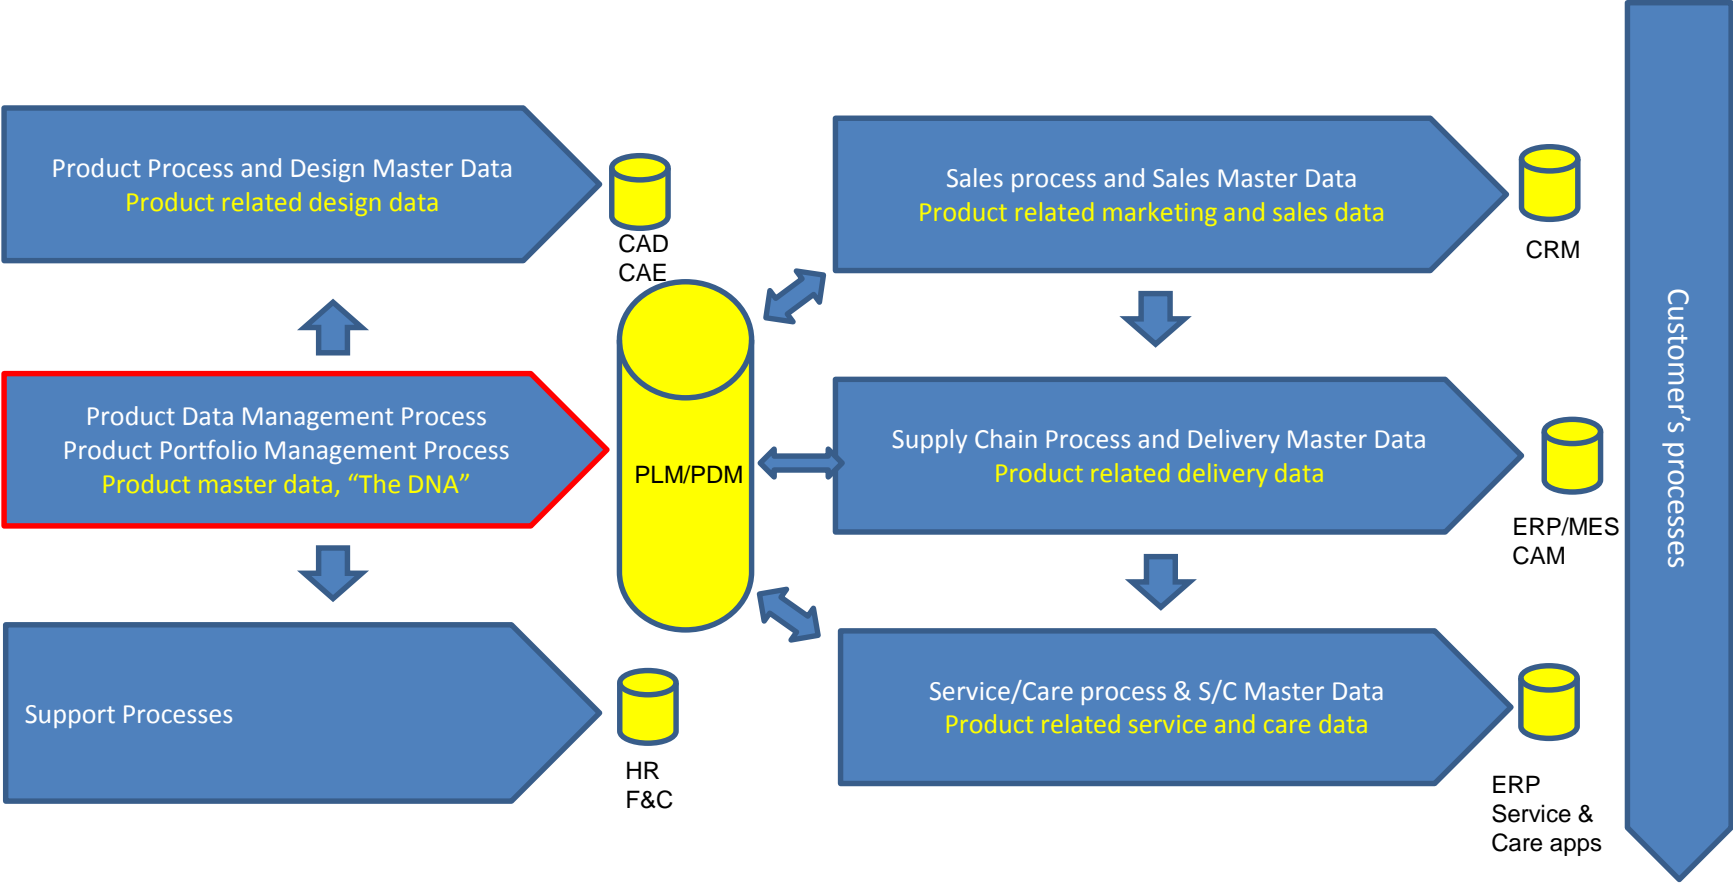 Product Process and Design Master Data
Product related design data
CAD
CAE
Product Data Management Process
Product Portfolio Management Process
Product master data, “The DNA”
PLM/PDM
Support Processes
HR
F&C
Sales process and Sales Master Data
Product related marketing and sales data
CRM
Supply Chain Process and Delivery Master Data
Product related delivery data
ERP/MES
CAM
Service/Care process & S/C Master Data
Product related service and care data
ERP
Service &
Care apps
Customer’s processes